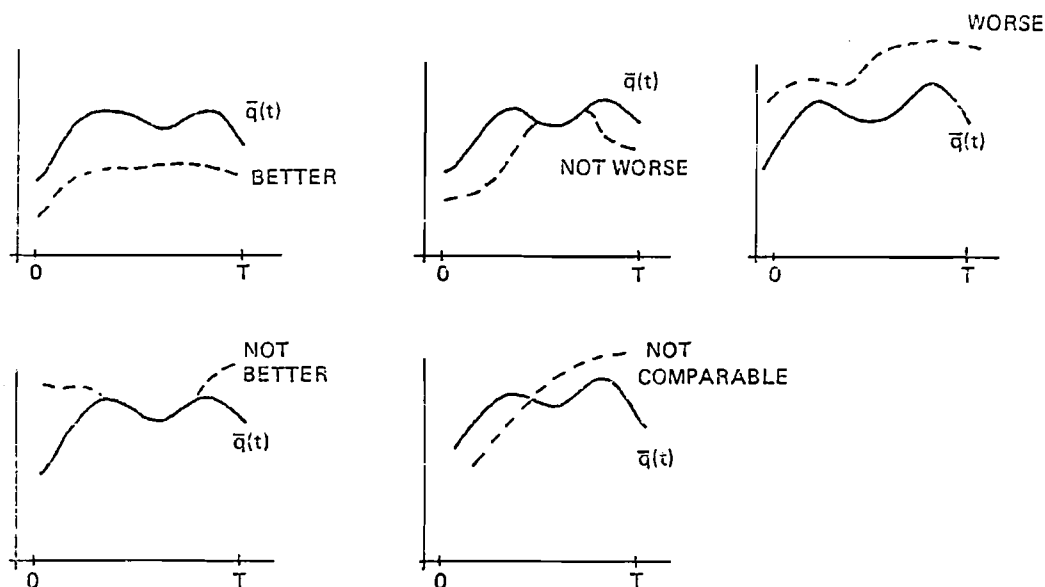 q̄(t)
BETTER
0
T
q̄(t)
NOT WORSE
0
T
WORSE
q̄(t)
0
T
NOT
BETTER
q̄(t)
0
T
NOT
COMPARABLE
q̄(t)
0
T